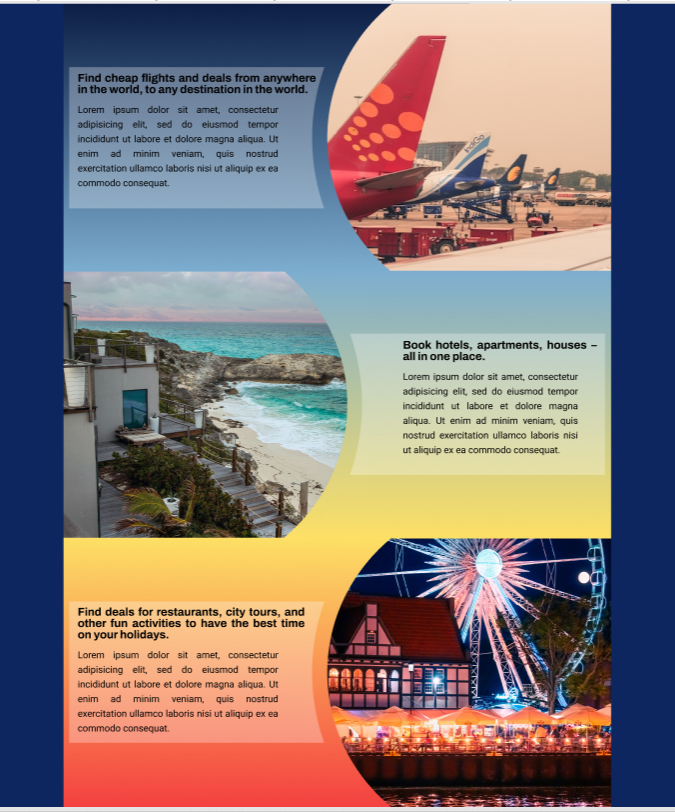 Find cheap flights and deals from anywhere
in the world, to any destination in the world.
Lorem ipsum dolor sit amet, consectetur
adipisicing elit, sed do eiusmod tempor
incididunt ut labore et dolore magna aliqua. Ut
enim ad minim veniam, quis nostrud
exercitation ullamco laboris nisi ut aliquip ex ea
commodo consequat.
IndiGo
Book hotels, apartments, houses –
all in one place.
Lorem ipsum dolor sit amet, consectetur
adipisicing elit, sed do eiusmod tempor
incididunt ut labore et dolore magna
aliqua. Ut enim ad minim veniam, quis
nostrud exercitation ullamco laboris nisi
ut aliquip ex ea commodo consequat.
Find deals for restaurants, city tours, and
other fun activities to have the best time
on your holidays.
Lorem ipsum dolor sit amet, consectetur
adipisicing elit, sed do eiusmod tempor
incididunt ut labore et dolore magna aliqua. Ut
enim ad minim veniam, quis nostrud
exercitation ullamco laboris nisi ut aliquip ex ea
commodo consequat.